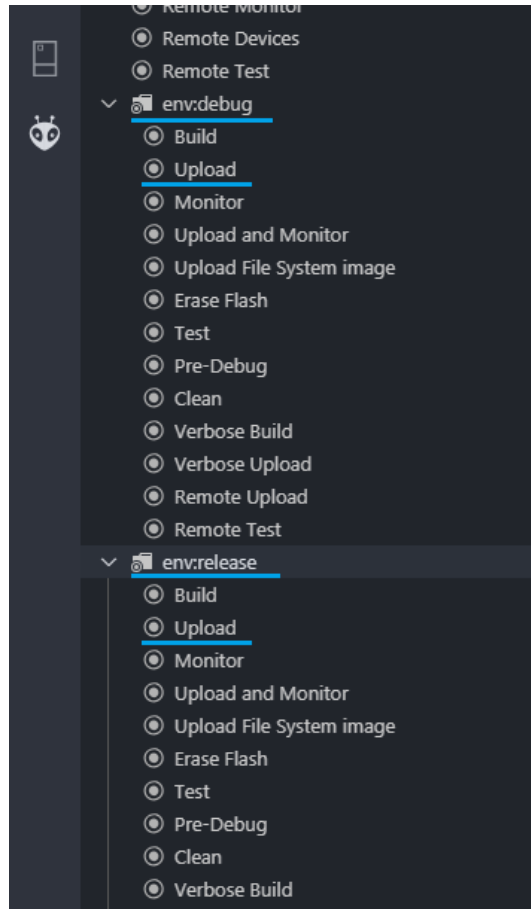 Remote Monitor
Remote Devices
Remote Test
env:debug
Build
Upload
Monitor
Upload and Monitor
Upload File System image
Erase Flash
Test
Pre-Debug
Clean
Verbose Build
Verbose Upload
Remote Upload
Remote Test
env:release
Build
Upload
Monitor
Upload and Monitor
Upload File System image
Erase Flash
Test
Pre-Debug
Clean
Verbose Build